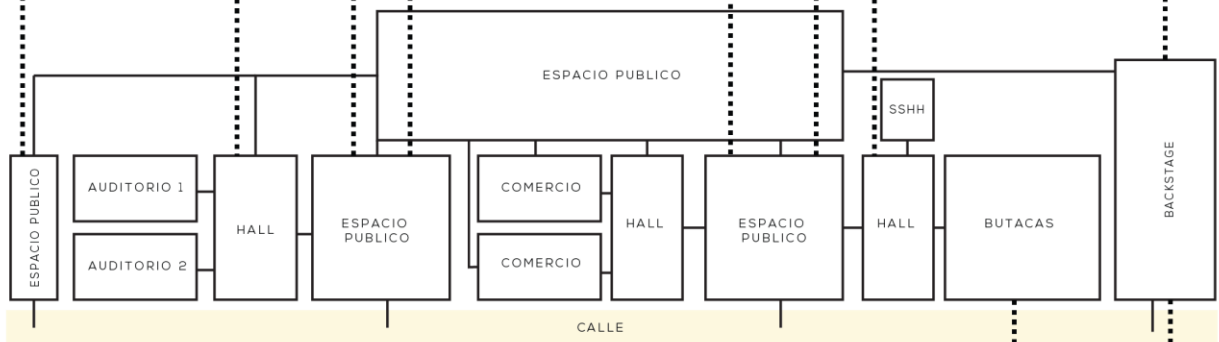 ESPACIO PUBLICO
SSHH
ESPACIO PUBLICO
AUDITORIO 1
AUDITORIO 2
HALL
ESPACIO
PUBLICO
COMERCIO
COMERCIO
HALL
ESPACIO
PUBLICO
HALL
BUTACAS
BACKSTAGE
CALLE